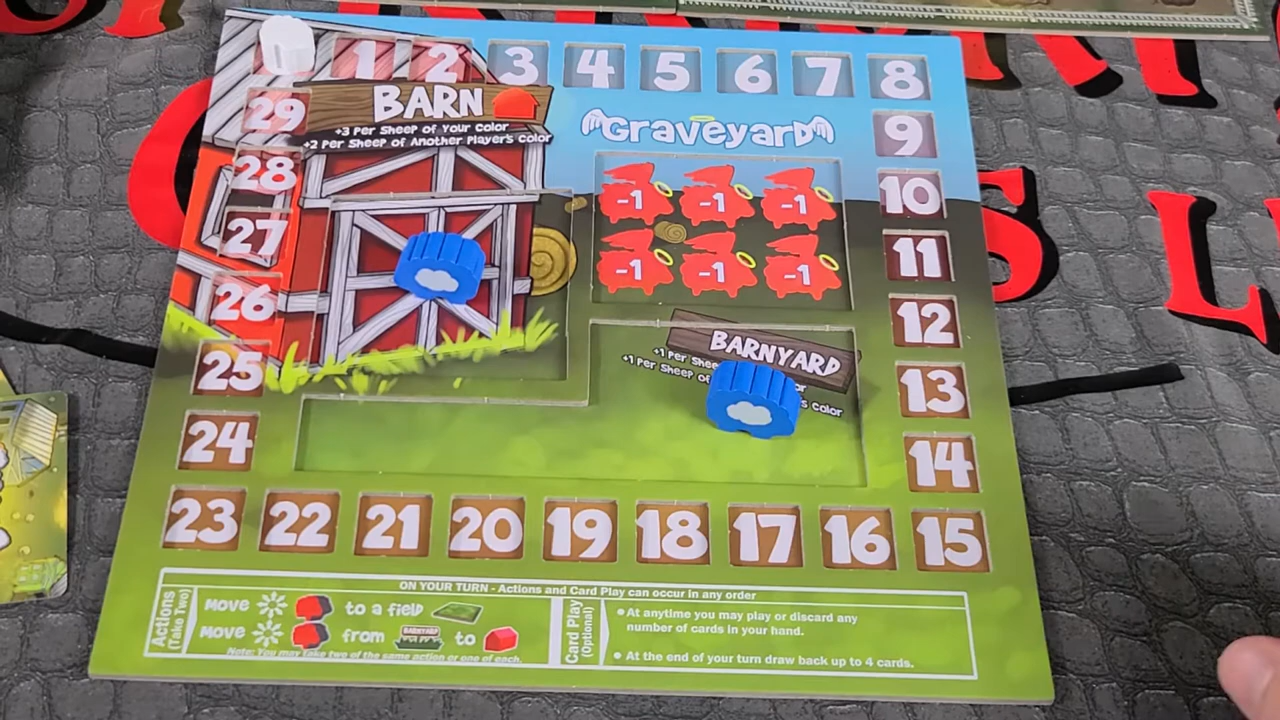 1 2 3 4 5 6 7 8
29 BARN Graveyard 9
+3 Per Sheep of Your Color
+2 Per Sheep of Another Player's Color
28 -1 -1 -1 10
27 -1 -1 -1 11
26 12
BARNYARD
+1 Per Shee
+1 Per Sheep of
s Color
25 13
24 14
23 22 21 20 19 18 17 16 15
ON YOUR TURN - Actions and Card Play can occur in any order
Actions
(Take Two)
Move to a field
Move from BARNYARD to
Note: You may take two of the same action or one of each.
Card Play
(Optional)
• At anytime you may play or discard any
number of cards in your hand.
• At the end of your turn draw back up to 4 cards.